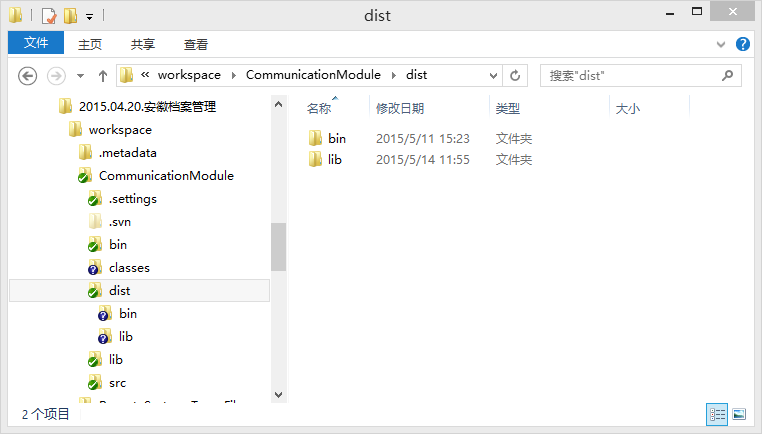 dist
文件 主页 共享 查看
workspace CommunicationModule dist 搜索"dist"
2015.04.20.安徽档案管理
workspace
.metadata
CommunicationModule
.settings
.svn
bin
classes
dist
bin
lib
lib
src
名称 修改日期 类型 大小
bin 2015/5/11 15:23 文件夹
lib 2015/5/14 11:55 文件夹
2 个项目